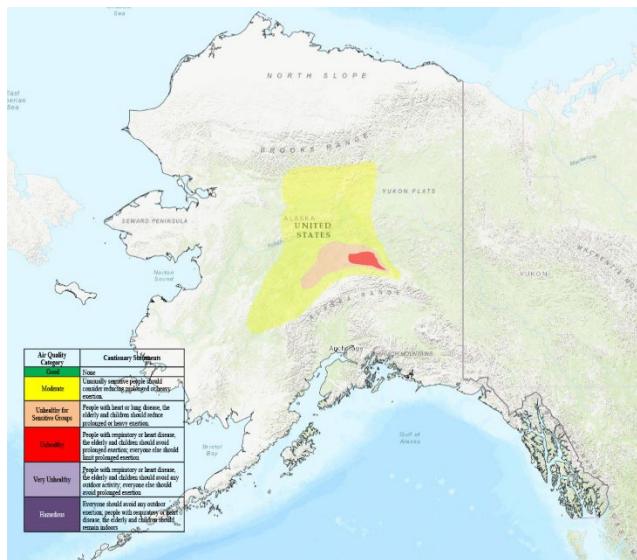 Sea
NORTH SLOPE
East
Sea
BROOKS RANGE
YUKON FLATS
Mackenzie
SEWARD PENINSULA
ALASKA
UNITED
STATES
Yukon
Norton
Sound
YUKON
ALASKA RANGE
Anchorage
Bristol
Bay
Gulf of
Alaska
Air Quality
Category
Cautionary Statements
Good
None
Moderate
Unusually sensitive people should
consider reducing prolonged or heavy
exertion.
Unhealthy for
Sensitive Groups
People with heart or lung disease, the
elderly and children should reduce
prolonged or heavy exertion.
Unhealthy
People with respiratory or heart disease,
the elderly and children should avoid
prolonged exertion; everyone else should
limit prolonged exertion
Very Unhealthy
People with respiratory or heart disease,
the elderly and children should avoid any
outdoor activity; everyone else should
avoid prolonged exertion
Hazardous
Everyone should avoid any outdoor
exertion; people with respiratory or heart
disease, the elderly and children should
remain indoors